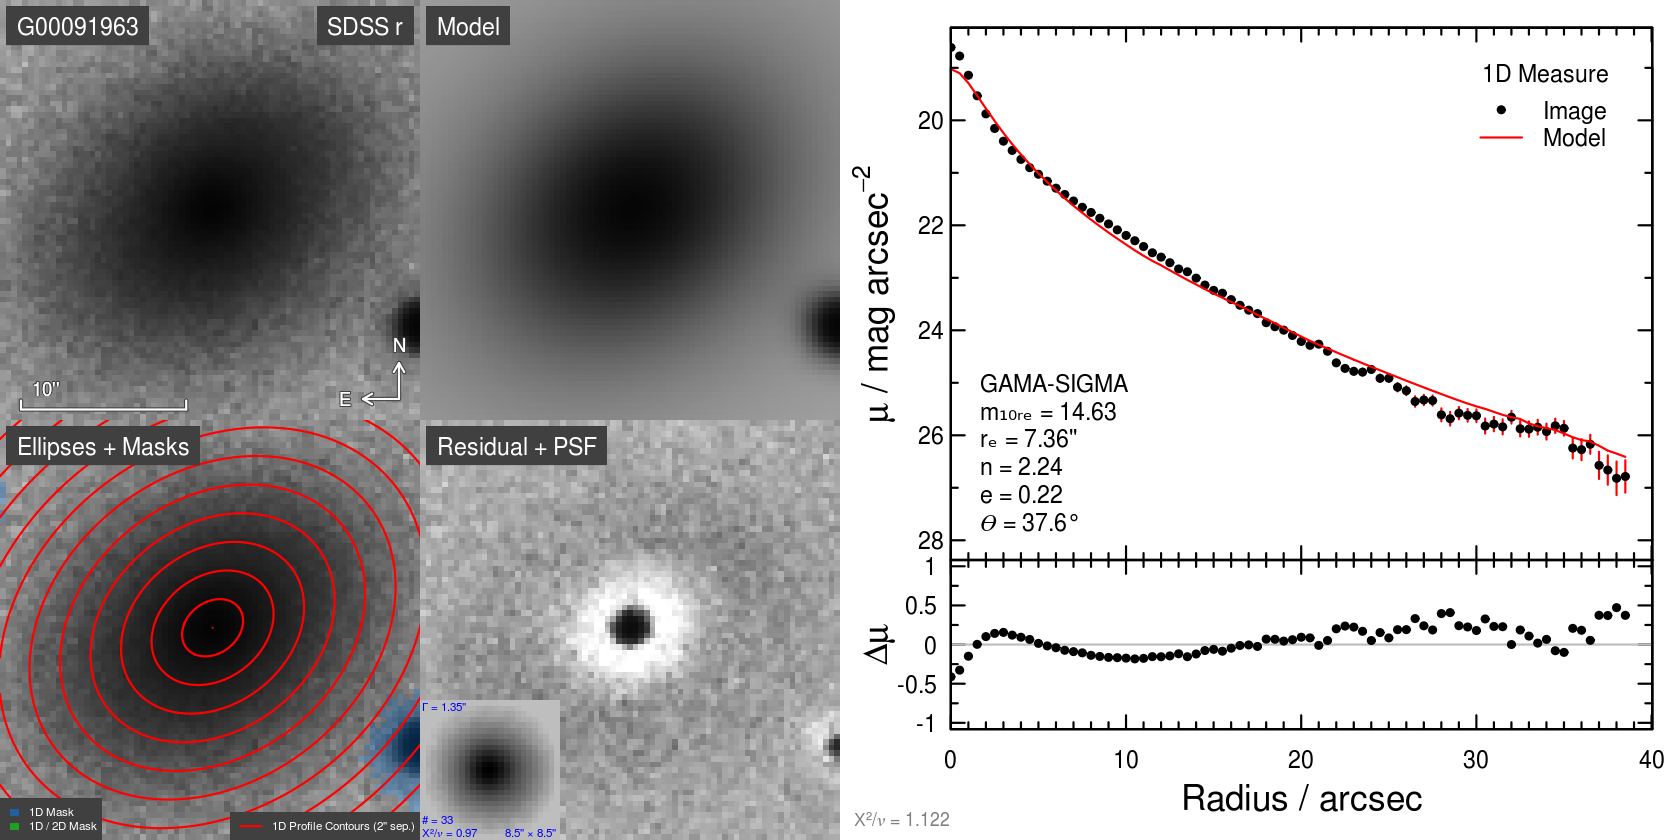 G00091963
SDSS r
Model
10"
N
E
Ellipses + Masks
Residual + PSF
1D Mask
1D / 2D Mask
1D Profile Contours (2" sep.)
Γ = 1.35"
# = 33
X²/ν = 0.97
8.5" × 8.5"
1D Measure
Image
Model
20
22
24
26
28
μ / mag arcsec⁻²
GAMA-SIGMA
m₁₀ᵣₑ = 14.63
rₑ = 7.36"
n = 2.24
e = 0.22
θ = 37.6°
1
0.5
0
-0.5
-1
Δμ
0
10
20
30
40
Radius / arcsec
X²/ν = 1.122